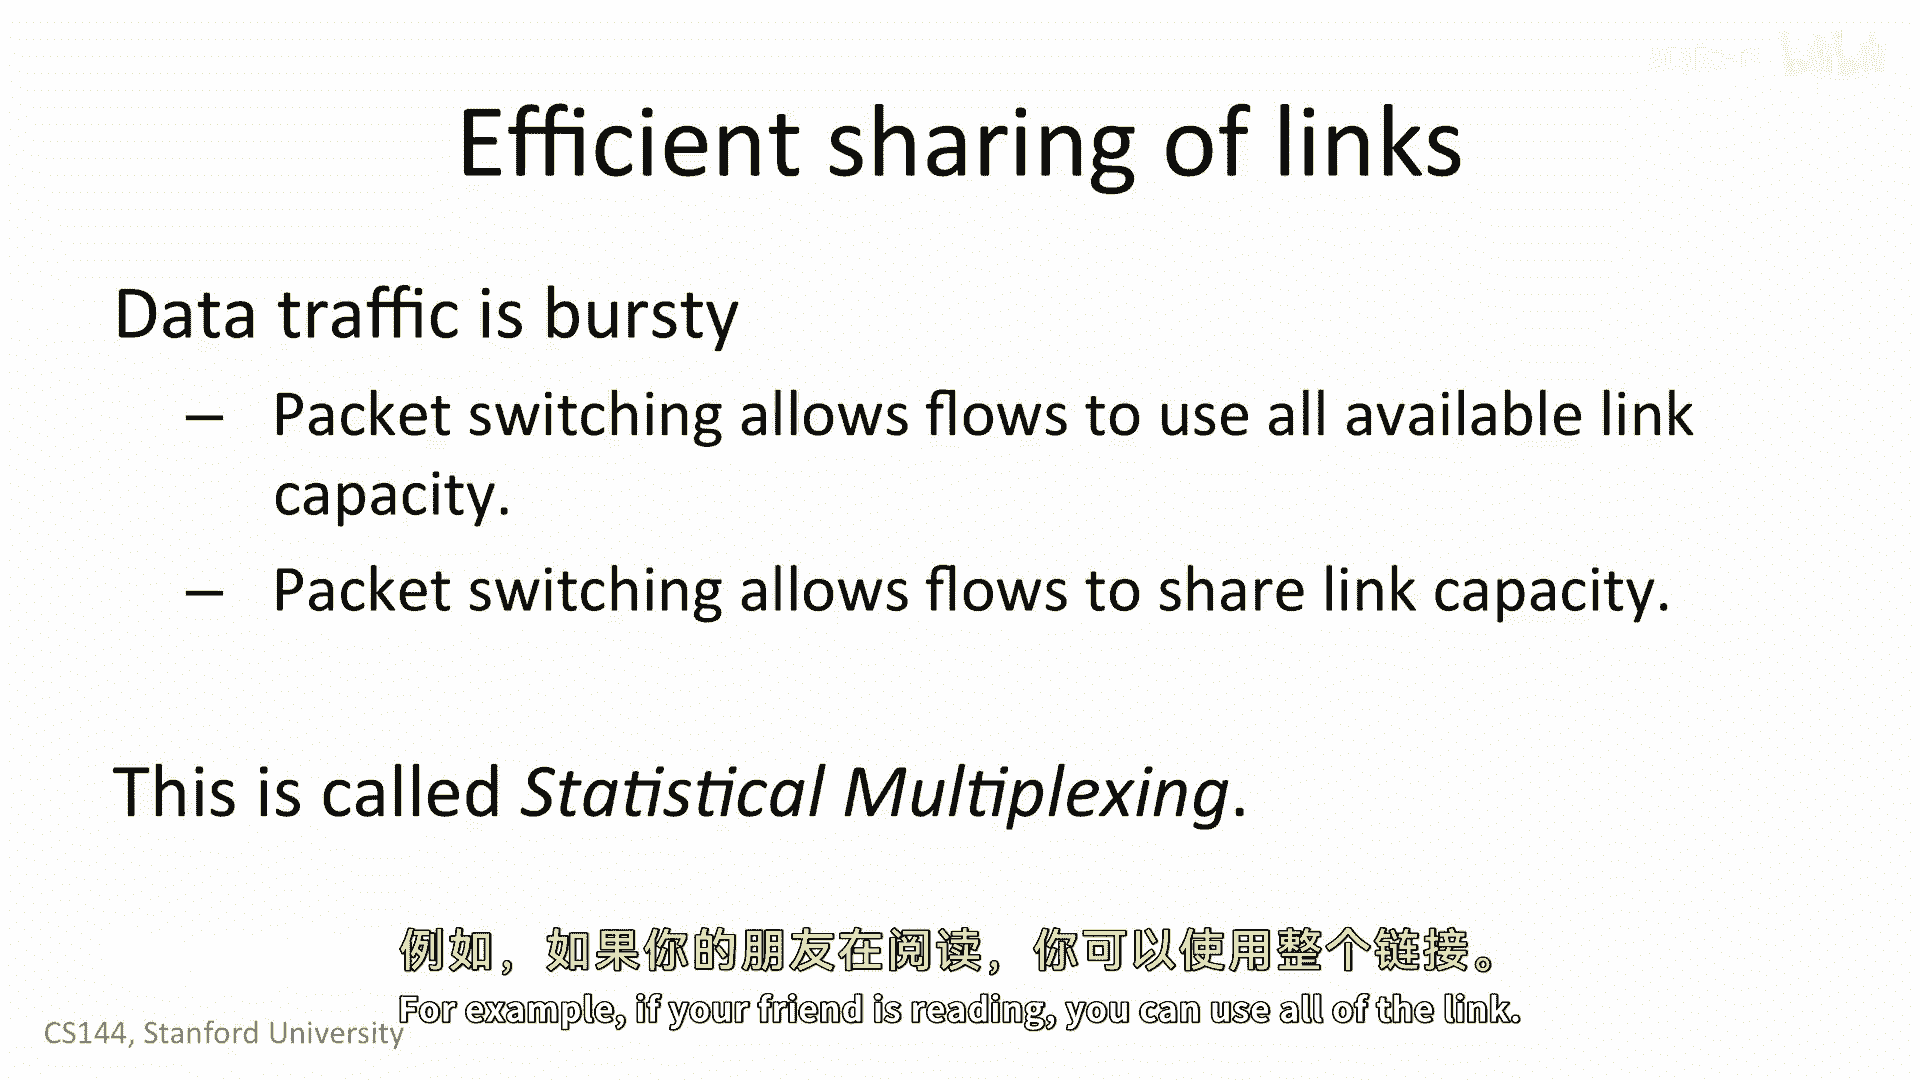 Efficient sharing of links
Data traffic is bursty
– Packet switching allows flows to use all available link
capacity.
– Packet switching allows flows to share link capacity.
This is called Statistical Multiplexing.
例如，如果你的朋友在阅读，你可以使用整个链接。
For example, if your friend is reading, you can use all of the link.
CS144, Stanford University